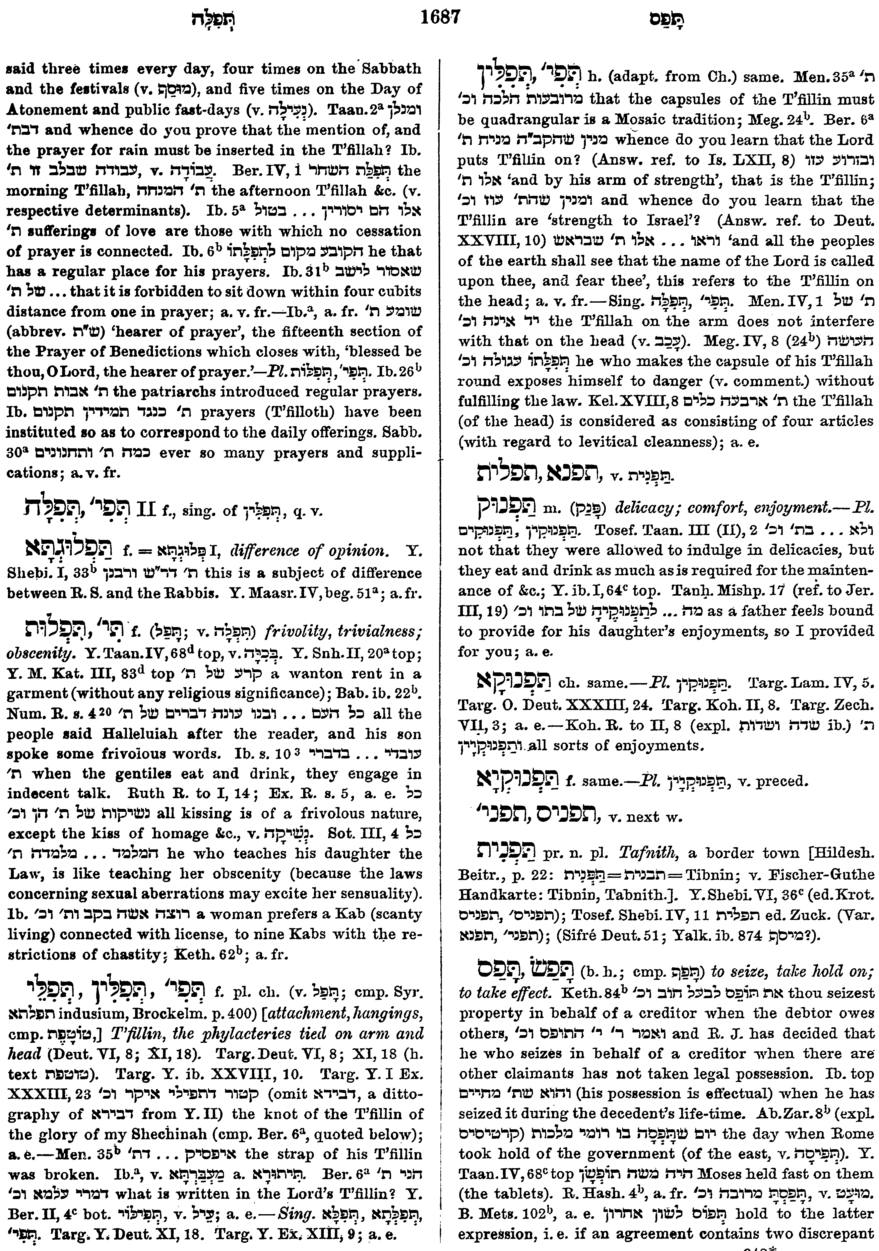 תְּפִלָּה 1687 תָּפַס
said three times every day, four times on the Sabbath
and the festivals (v. מוּסָף), and five times on the Day of
Atonement and public fast-days (v. נְעִילָה). Taan. 2ª ומנלן
דבת' and whence do you prove that the mention of, and
the prayer for rain must be inserted in the T'fillah? Ib.
עבודה שבלב זו ת', v. עֲבוֹדָה. Ber. IV, 1 תְּפִלַּת השחר the
morning T'fillah, ת' המנחה the afternoon T'fillah &c. (v.
respective determinants). Ib. 5ª אלו הם יסורין ... בטול
ת' sufferings of love are those with which no cessation
of prayer is connected. Ib. 6ᵇ הקובע מקום לִתְפִלָּתוֹ he that
has a regular place for his prayers. Ib. 31ᵇ שאסור לישב
של ת' ... that it is forbidden to sit down within four cubits
distance from one in prayer; a. v. fr.—Ib.ª, a. fr. שומע ת'
(abbrev. ש"ת) 'hearer of prayer', the fifteenth section of
the Prayer of Benedictions which closes with, 'blessed be
thou, O Lord, the hearer of prayer.'—Pl. תְּפִלּוֹת, תְּפִי'. Ib. 26ᵇ
ת' אבות תקנום the patriarchs introduced regular prayers.
Ib. ת' כנגד תמידין תקנום prayers (T'filloth) have been
instituted so as to correspond to the daily offerings. Sabb.
30ª כמה ת' ותחנונים ever so many prayers and suppli-
cations; a. v. fr.
תְּפִלָּה, תְּפִי' II f., sing. of תְּפִלִּין, q. v.
תַּפְלוּגְתָּא f. = פְּלוּגְתָּא I, difference of opinion. Y.
Shebi. I, 33ᵇ ת' דר"ש ורבנן this is a subject of difference
between R. S. and the Rabbis. Y. Maasr. IV, beg. 51ª; a. fr.
תִּפְלוּת, תִּי' f. (תָּפֵל; v. תִּפְלָה) frivolity, trivialness;
obscenity. Y. Taan. IV, 68ᵈ top, v. בְּכִיָּה. Y. Snh. II, 20ª top;
Y. M. Kat. III, 83ᵈ top קרע של ת' a wanton rent in a
garment (without any religious significance); Bab. ib. 22ᵇ.
Num. R. s. 4²⁰ כל העם ... ובנו עונה דברים של ת' all the
people said Halleluiah after the reader, and his son
spoke some frivolous words. Ib. s. 10³ עובדי ... בדברי
ת' when the gentiles eat and drink, they engage in
indecent talk. Ruth R. to I, 14; Ex. R. s. 5, a. e. כל
נשיקות של ת' הן וכ' all kissing is of a frivolous nature,
except the kiss of homage &c., v. נְשִׁיקָה. Sot. III, 4 כל
המלמד ... מלמדה ת' he who teaches his daughter the
Law, is like teaching her obscenity (because the laws
concerning sexual aberrations may excite her sensuality).
Ib. רוצה אשה בקב ות' וכ' a woman prefers a Kab (scanty
living) connected with license, to nine Kabs with the re-
strictions of chastity; Keth. 62ᵇ; a. fr.
תְּפִלֵּי, תְּפִלִּין, תְּפִי' f. pl. ch. (v. תְּפַל; cmp. Syr.
תפלתא indusium, Brockelm. p. 400) [attachment, hangings,
cmp. טוֹטֶפֶת,] T'fillin, the phylacteries tied on arm and
head (Deut. VI, 8; XI, 18). Targ. Deut. VI, 8; XI, 18 (h.
text טוטפת). Targ. Y. ib. XXVIII, 10. Targ. Y. I Ex.
XXXIII, 23 קטור דתפילי איקר וכ' (omit דבירא, a ditto-
graphy of דבירא from Y. II) the knot of the T'fillin of
the glory of my Shechinah (cmp. Ber. 6ª, quoted below);
a. e.—Men. 35ᵇ איפסיק ... דת' the strap of his T'fillin
was broken. Ib.ª, v. מַעְבַּרְתָּא a. תִּיתּוּרָא. Ber. 6ª הני ת'
דמרי עלמא וכ' what is written in the Lord's T'fillin? Y.
Ber. II, 4ᶜ bot. תְּפִילּוֹי, v. עֲיַל; a. e.—Sing. תְּפִלָּא, תְּפִלְּתָא,
תְּפִי'. Targ. Y. Deut. XI, 18. Targ. Y. Ex. XIII, 9; a. e.
תְּפִלִּין, תְּפִי' h. (adapt. from Ch.) same. Men. 35ª ת'
מרובעות הלכה וכ' that the capsules of the T'fillin must
be quadrangular is a Mosaic tradition; Meg. 24ᵇ. Ber. 6ª
מנין שהקב"ה מניח ת' whence do you learn that the Lord
puts T'fillin on? (Answ. ref. to Is. LXII, 8) ובזרוע עזו
אלו ת' 'and by his arm of strength', that is the T'fillin;
ומנין שהת' עוז וכ' and whence do you learn that the
T'fillin are 'strength to Israel'? (Answ. ref. to Deut.
XXVIII, 10) וראו ... אלו ת' שבראש 'and all the peoples
of the earth shall see that the name of the Lord is called
upon thee, and fear thee', this refers to the T'fillin on
the head; a. v. fr.—Sing. תְּפִלָּה, תְּפִי'. Men. IV, 1 ת' של
יד אינה וכ' the T'fillah on the arm does not interfere
with that on the head (v. עָכַב). Meg. IV, 8 (24ᵇ) העושה
תְּפִלָּתוֹ עגולה וכ' he who makes the capsule of his T'fillah
round exposes himself to danger (v. comment.) without
fulfilling the law. Kel. XVIII, 8 ת' ארבעה כלים the T'fillah
(of the head) is considered as consisting of four articles
(with regard to levitical cleanness); a. e.
תפלית, תפנא, v. תַּפְנִית.
תַּפְנוּק m. (פָּנַק) delicacy; comfort, enjoyment.—Pl.
תַּפְנוּקִים, תַּפְנוּקִין. Tosef. Taan. III (II), 2 ולא ... בת' וכ'
not that they were allowed to indulge in delicacies, but
they eat and drink as much as is required for the mainten-
ance of &c.; Y. ib. I, 64ᶜ top. Tanḥ. Mishp. 17 (ref. to Jer.
III, 19) מה ... לתַפְנוּקֶיהָ של בתו וכ' as a father feels bound
to provide for his daughter's enjoyments, so I provided
for you; a. e.
תַּפְנוּקָא ch. same.—Pl. תַּפְנוּקִין. Targ. Lam. IV, 5.
Targ. O. Deut. XXXIII, 24. Targ. Koh. II, 8. Targ. Zech.
VII, 3; a. e.—Koh. R. to II, 8 (expl. שדה ושדות ib.) ת'
ותַפְנוּקְיָין all sorts of enjoyments.
תַּפְנוּקְיָא f. same.—Pl. תַּפְנוּקְיָין, v. preced.
תפניס, תפני', v. next w.
תַּפְנִית pr. n. pl. Tafnith, a border town [Hildesh.
Beitr., p. 22: תַּפְנִית=תבנית=Tibnin; v. Fischer-Guthe
Handkarte: Tibnin, Tabnith.]. Y. Shebi. VI, 36ᶜ (ed. Krot.
תפניס', תפניס); Tosef. Shebi. IV, 11 תפלית ed. Zuck. (Var.
תפנא, תפני'); (Sifré Deut. 51; Yalk. ib. 874 מיסף?).
תָּפַס, תָּפַשׂ (b. h.; cmp. תָּפַף) to seize, take hold on;
to take effect. Keth. 84ᵇ את תּוֹפֵס לבעל חוב וכ' thou seizest
property in behalf of a creditor when the debtor owes
others, ואמר ר' י' התופס וכ' and R. J. has decided that
he who seizes in behalf of a creditor when there are
other claimants has not taken legal possession. Ib. top
והוא שת' מחיים (his possession is effectual) when he has
seized it during the decedent's life-time. Ab. Zar. 8ᵇ (expl.
קרטיסיס) יום שֶׁתָּפְסָה בו רומי מלכות the day when Rome
took hold of the government (of the east, v. תְּפִיסָה). Y.
Taan. IV, 68ᶜ top היה משה תּוֹפְשָׂן Moses held fast on them
(the tablets). R. Hash. 4ᵇ, a. fr. תָּפַסְתָּ מרובה וכ', v. מוּעָט.
B. Mets. 102ᵇ, a. e. תְּפוֹס לשון אחרון hold to the latter
expression, i. e. if an agreement contains two discrepant